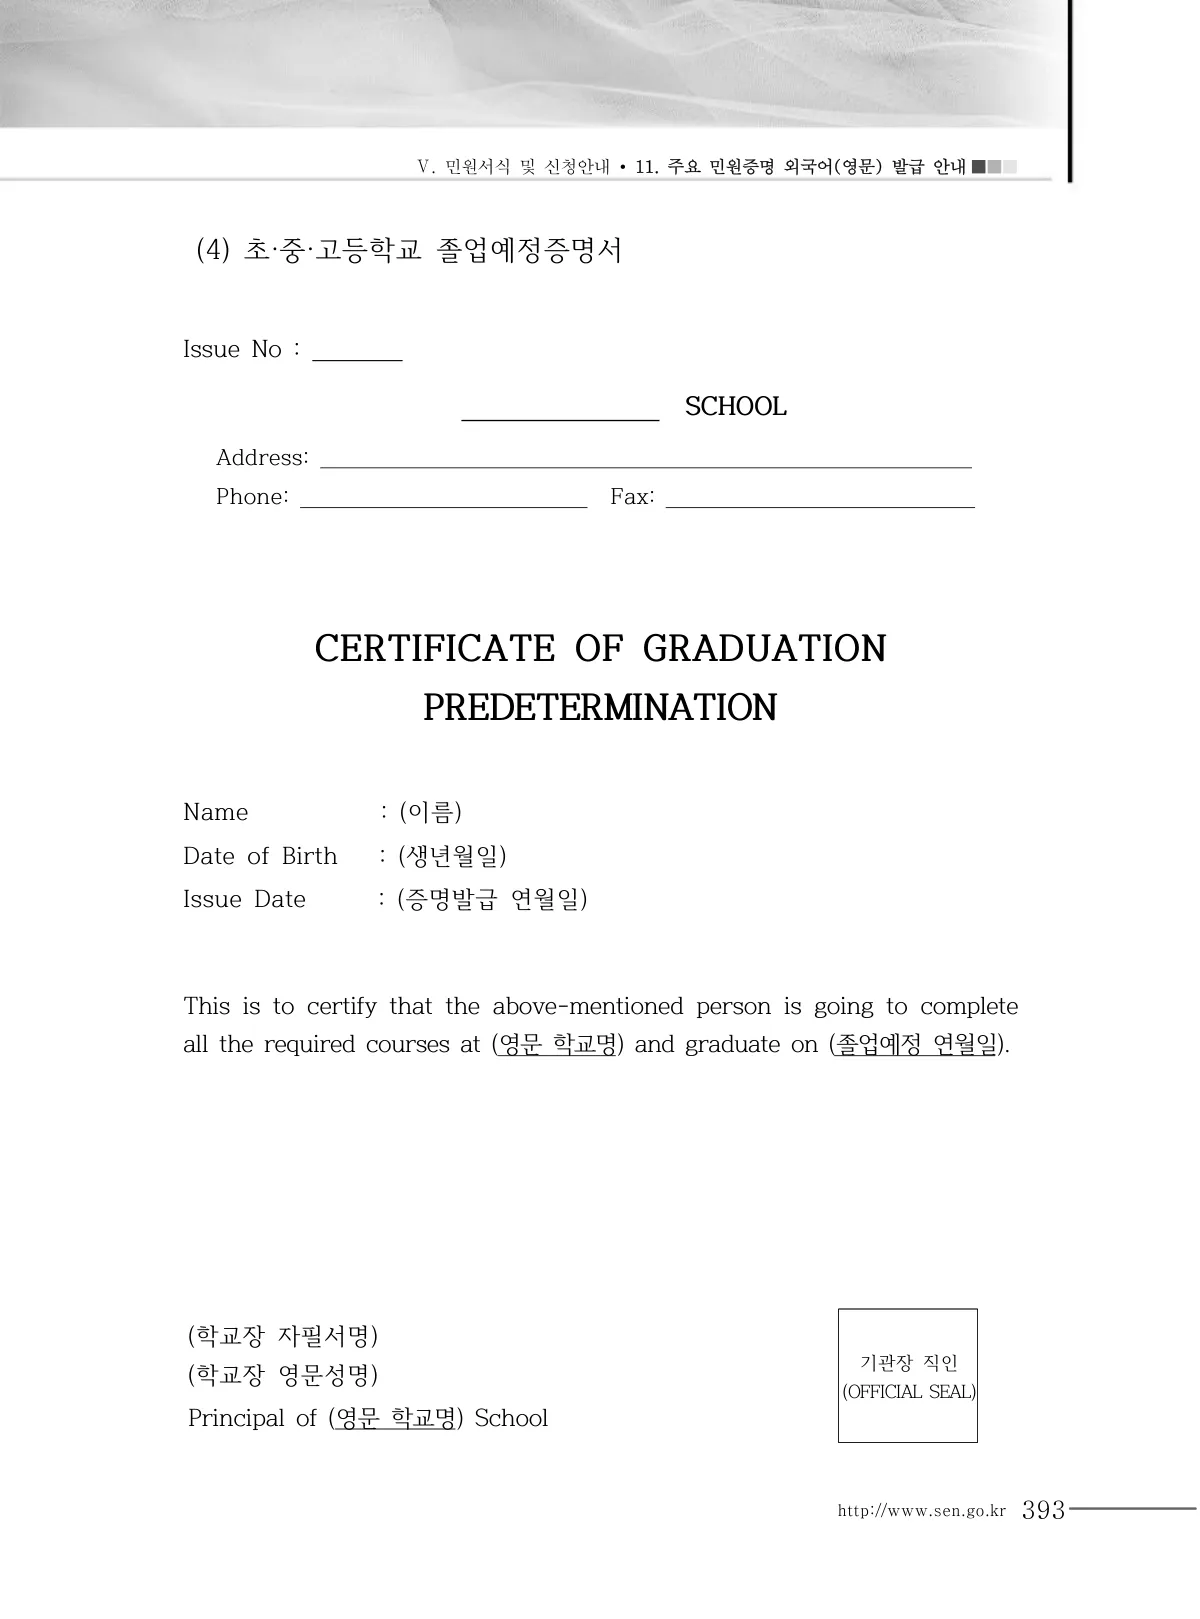 Ⅴ. 민원서식 및 신청안내 • 11. 주요 민원증명 외국어(영문) 발급 안내
(4) 초·중·고등학교 졸업예정증명서
Issue No : _______
_______________ SCHOOL
Address: ______________________________
Phone: ____________________ Fax: ____________________
CERTIFICATE OF GRADUATION
PREDETERMINATION
Name : (이름)
Date of Birth : (생년월일)
Issue Date : (증명발급 연월일)
This is to certify that the above-mentioned person is going to complete
all the required courses at (영문 학교명) and graduate on (졸업예정 연월일).
(학교장 자필서명)
(학교장 영문성명)
Principal of (영문 학교명) School
기관장 직인
(OFFICIAL SEAL)
http://www.sen.go.kr 393